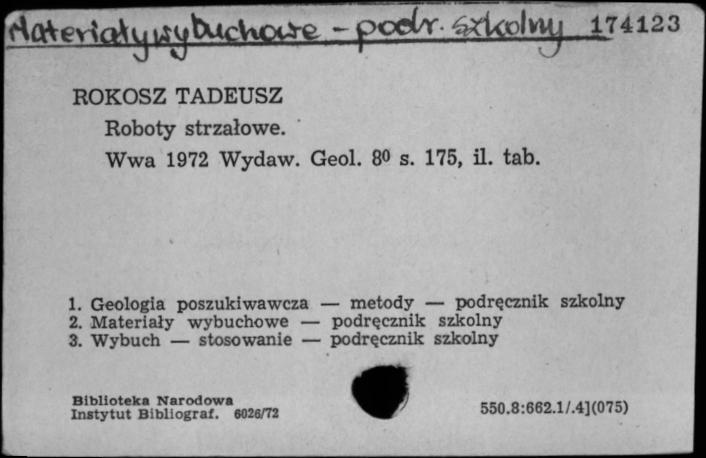 Materiały wybuchowe - podr. szkolny 174123
ROKOSZ TADEUSZ
Roboty strzałowe.
Wwa 1972 Wydaw. Geol. 8⁰ s. 175, il. tab.
1. Geologia poszukiwawcza — metody — podręcznik szkolny
2. Materiały wybuchowe — podręcznik szkolny
3. Wybuch — stosowanie — podręcznik szkolny
Biblioteka Narodowa
Instytut Bibliograf. 6026/72
550.8:662.1/.4](075)